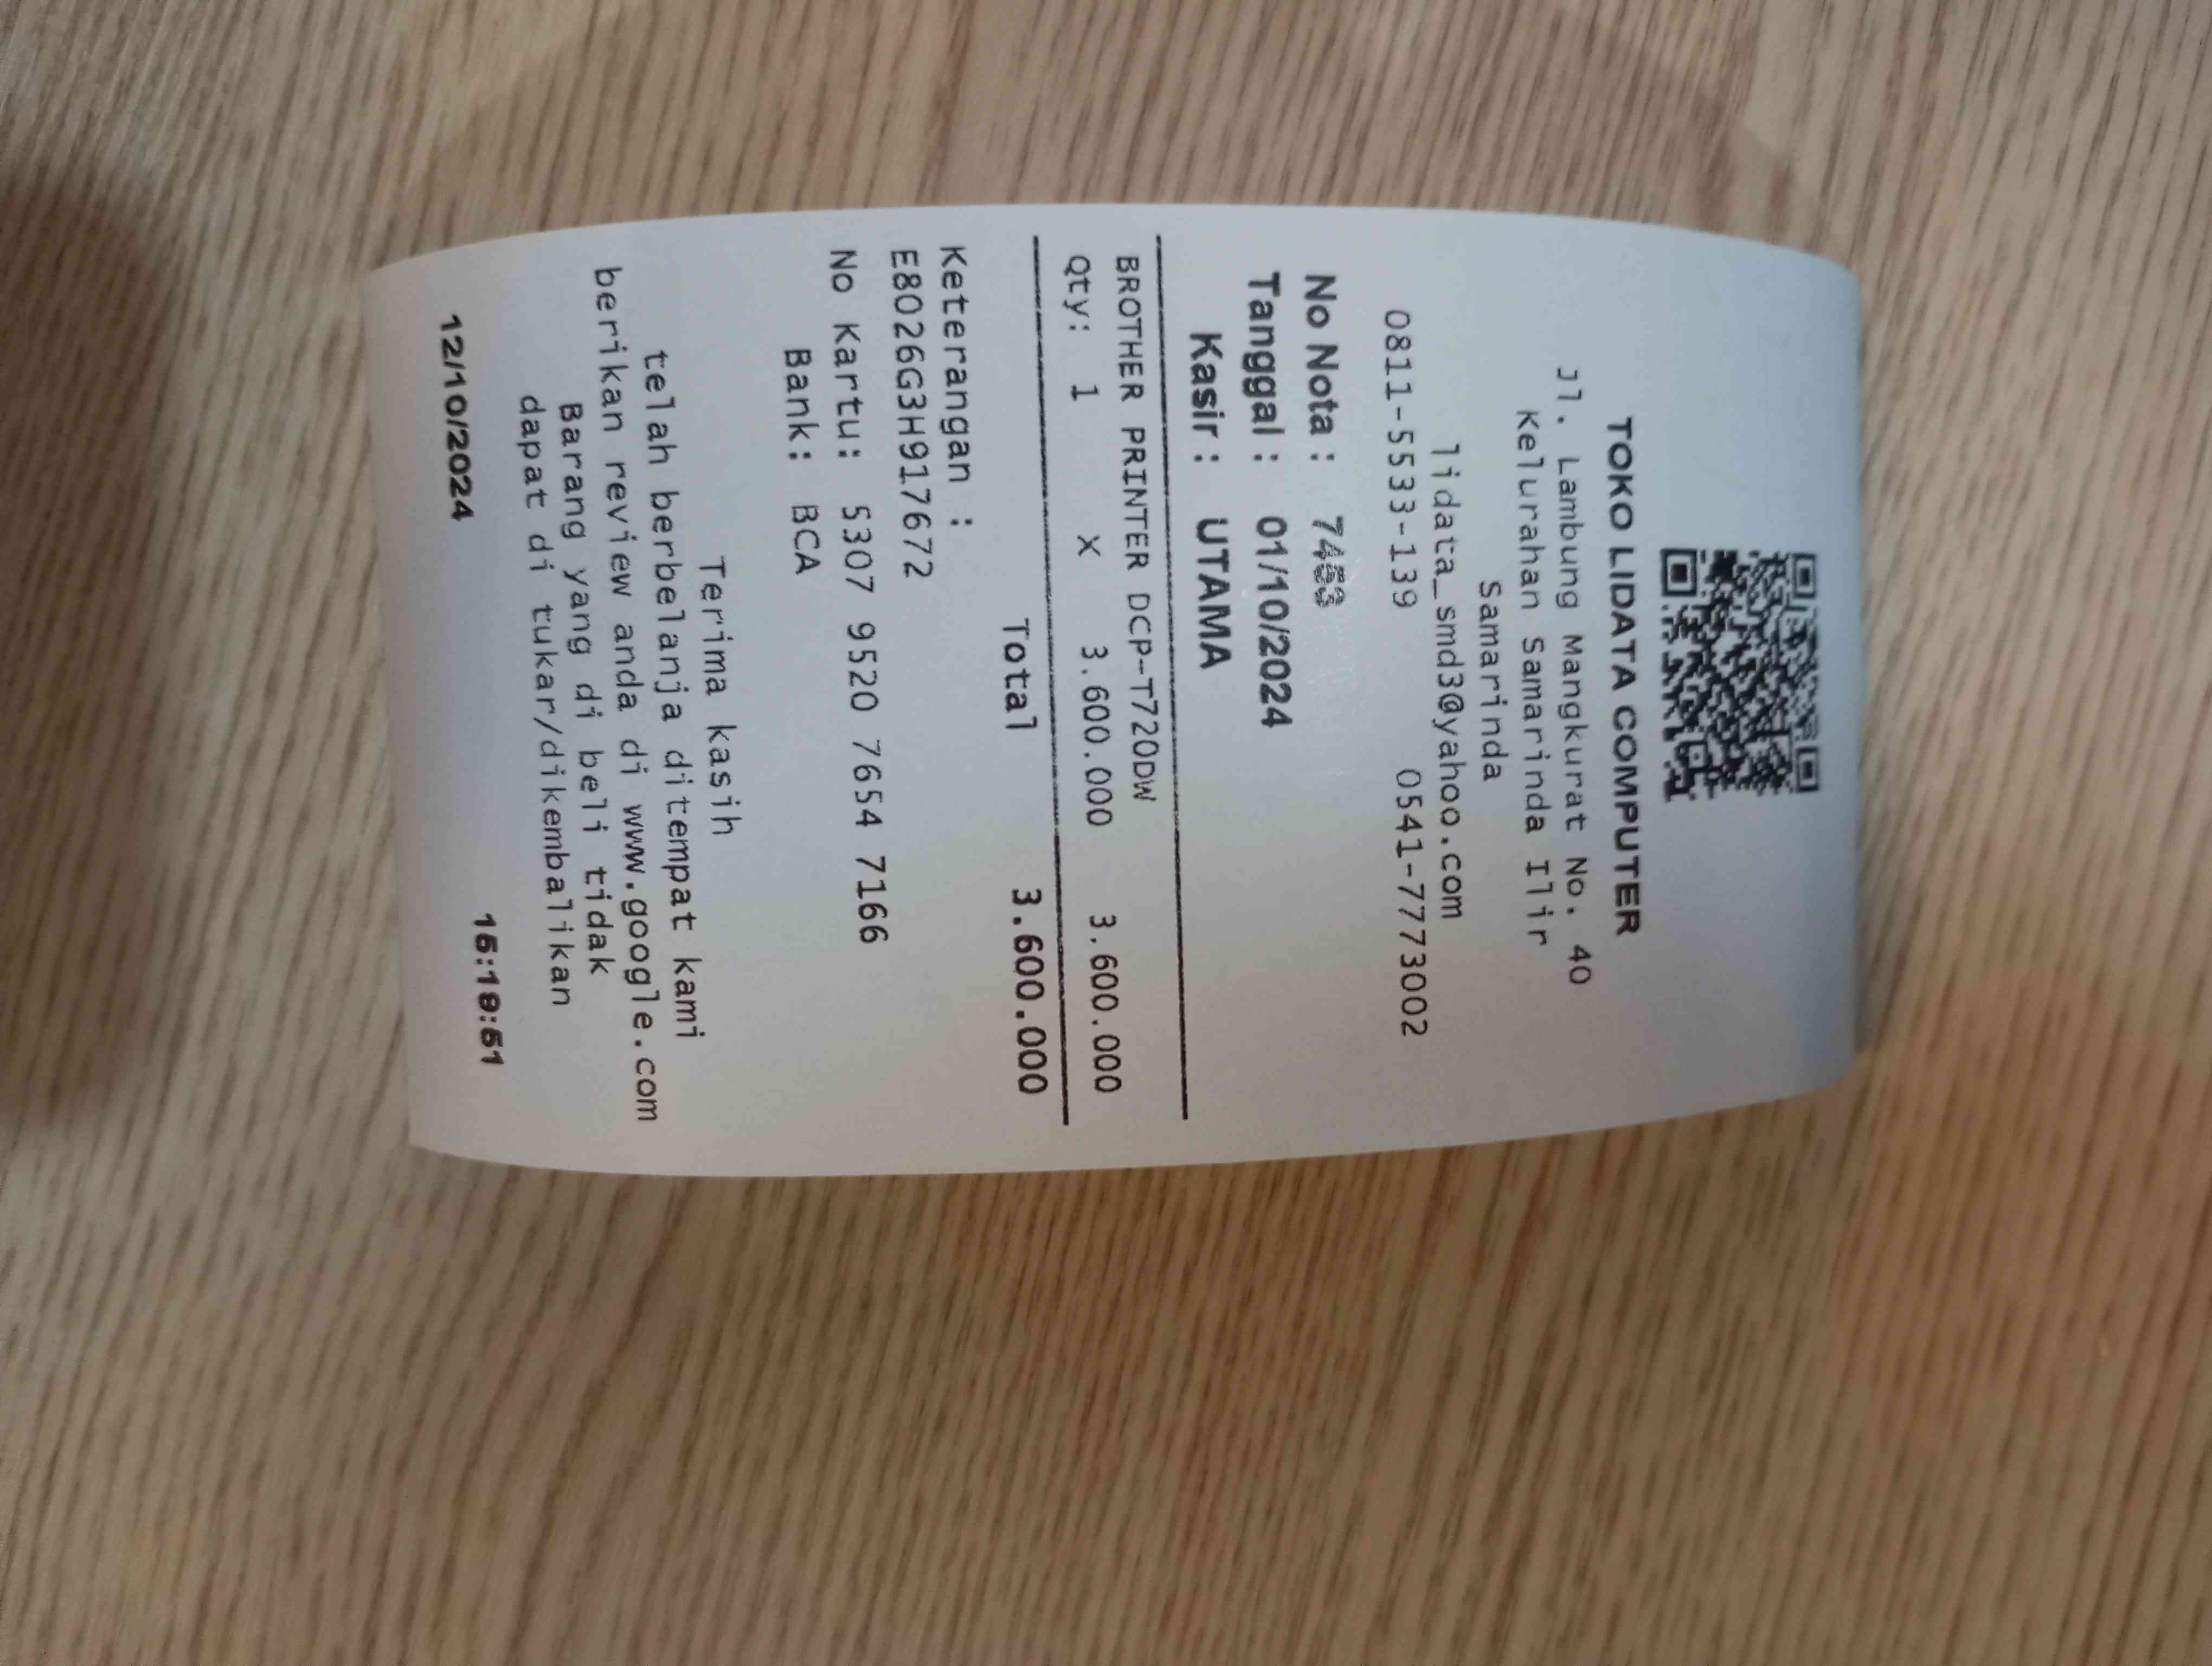 TOKO LIDATA COMPUTER
Jl. Lambung Mangkurat No. 40
Kelurahan Samarinda Ilir
Samarinda
lidata_smd3@yahoo.com
0811-5533-139 0541-7773002
No Nota :
Tanggal : 01/10/2024
Kasir : UTAMA
BROTHER PRINTER DCP-T720DW
Qty: 1 X 3.600.000 3.600.000
Total 3.600.000
Keterangan :
E8026G3H917672
No Kartu: 5307 9520 7654 7166
Bank: BCA
Terima kasih
telah berbelanja ditempat kami
berikan review anda di www.google.com
Barang yang di beli tidak
dapat di tukar/dikembalikan
12/10/2024 15:19:51